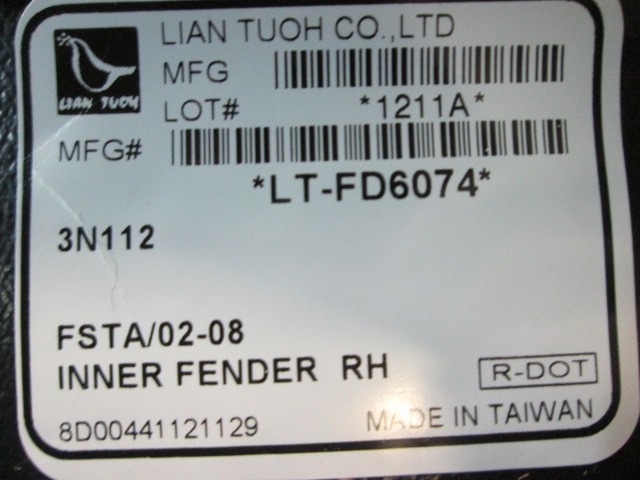 LIAN TUOH CO.,LTD
LIAN TUOH
MFG
LOT#
*1211A*
MFG#
*LT-FD6074*
3N112
FSTA/02-08
INNER FENDER RH
R-DOT
8D00441121129
MADE IN TAIWAN